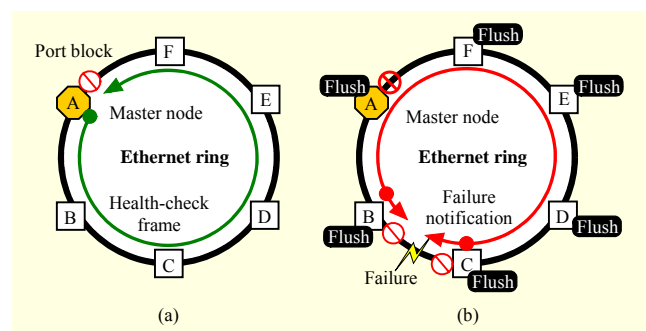 Port block
F
A
E
Master node
Ethernet ring
Health-check
frame
B
D
C
(a)
F
Flush
Flush
A
E
Flush
Master node
Ethernet ring
Failure
notification
B
Flush
D
Flush
C
Flush
Failure
(b)